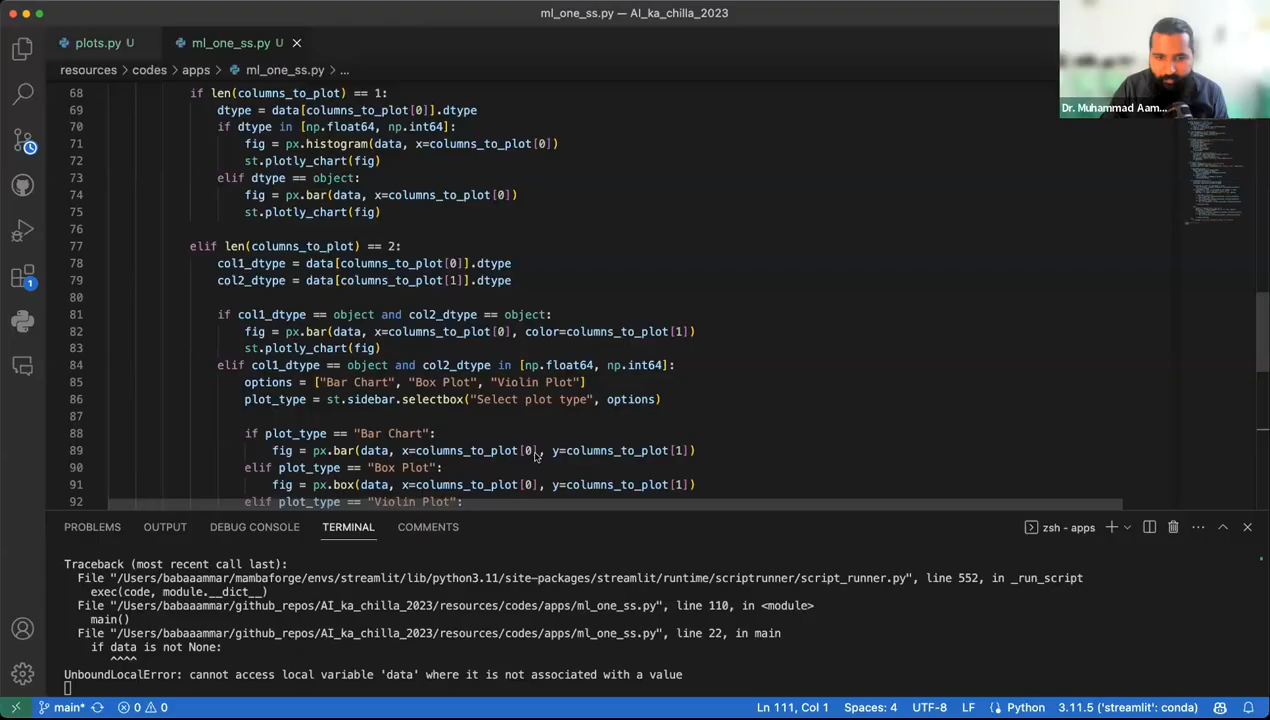 ml_one_ss.py — AI_ka_chilla_2023
plots.py U
ml_one_ss.py U
resources > codes > apps > ml_one_ss.py > ...
Dr. Muhammad Aam...
68 if len(columns_to_plot) == 1:
69 dtype = data[columns_to_plot[0]].dtype
70 if dtype in [np.float64, np.int64]:
71 fig = px.histogram(data, x=columns_to_plot[0])
72 st.plotly_chart(fig)
73 elif dtype == object:
74 fig = px.bar(data, x=columns_to_plot[0])
75 st.plotly_chart(fig)
76
77 elif len(columns_to_plot) == 2:
78 col1_dtype = data[columns_to_plot[0]].dtype
79 col2_dtype = data[columns_to_plot[1]].dtype
80
81 if col1_dtype == object and col2_dtype == object:
82 fig = px.bar(data, x=columns_to_plot[0], color=columns_to_plot[1])
83 st.plotly_chart(fig)
84 elif col1_dtype == object and col2_dtype in [np.float64, np.int64]:
85 options = ["Bar Chart", "Box Plot", "Violin Plot"]
86 plot_type = st.sidebar.selectbox("Select plot type", options)
87
88 if plot_type == "Bar Chart":
89 fig = px.bar(data, x=columns_to_plot[0], y=columns_to_plot[1])
90 elif plot_type == "Box Plot":
91 fig = px.box(data, x=columns_to_plot[0], y=columns_to_plot[1])
92 elif plot_type == "Violin Plot":
PROBLEMS OUTPUT DEBUG CONSOLE TERMINAL COMMENTS
zsh - apps
Traceback (most recent call last):
File "/Users/babaaammar/mambaforge/envs/streamlit/lib/python3.11/site-packages/streamlit/runtime/scriptrunner/script_runner.py", line 552, in _run_script
exec(code, module.__dict__)
File "/Users/babaaammar/github_repos/AI_ka_chilla_2023/resources/codes/apps/ml_one_ss.py", line 110, in <module>
main()
File "/Users/babaaammar/github_repos/AI_ka_chilla_2023/resources/codes/apps/ml_one_ss.py", line 22, in main
if data is not None:
^^^^
UnboundLocalError: cannot access local variable 'data' where it is not associated with a value
1
main* 0 0 Ln 111, Col 1 Spaces: 4 UTF-8 LF Python 3.11.5 ('streamlit': conda)